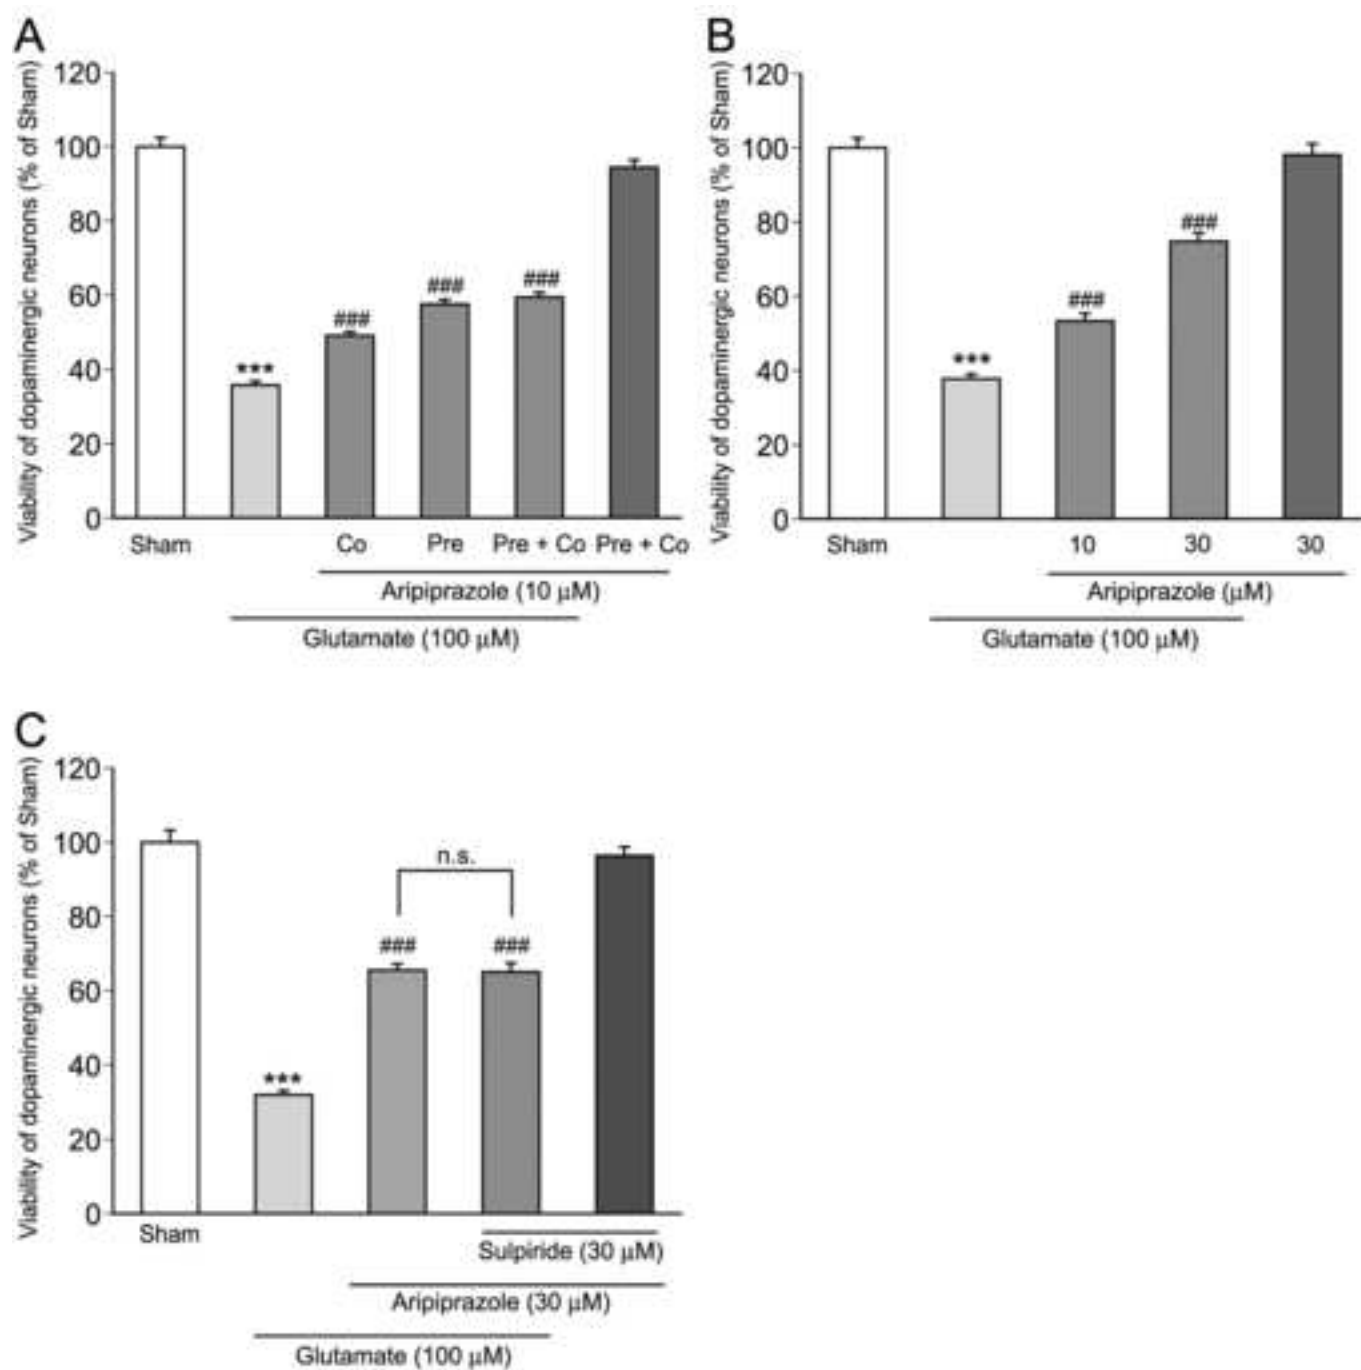 A
Viability of dopaminergic neurons (% of Sham)
120
100
80
60
40
20
0
***
###
###
###
Sham
Co
Pre
Pre + Co
Pre + Co
Aripiprazole (10 μM)
Glutamate (100 μM)
B
Viability of dopaminergic neurons (% of Sham)
120
100
80
60
40
20
0
***
###
###
Sham
10
30
30
Aripiprazole (μM)
Glutamate (100 μM)
C
Viability of dopaminergic neurons (% of Sham)
120
100
80
60
40
20
0
n.s.
***
###
###
Sham
Sulpiride (30 μM)
Aripiprazole (30 μM)
Glutamate (100 μM)